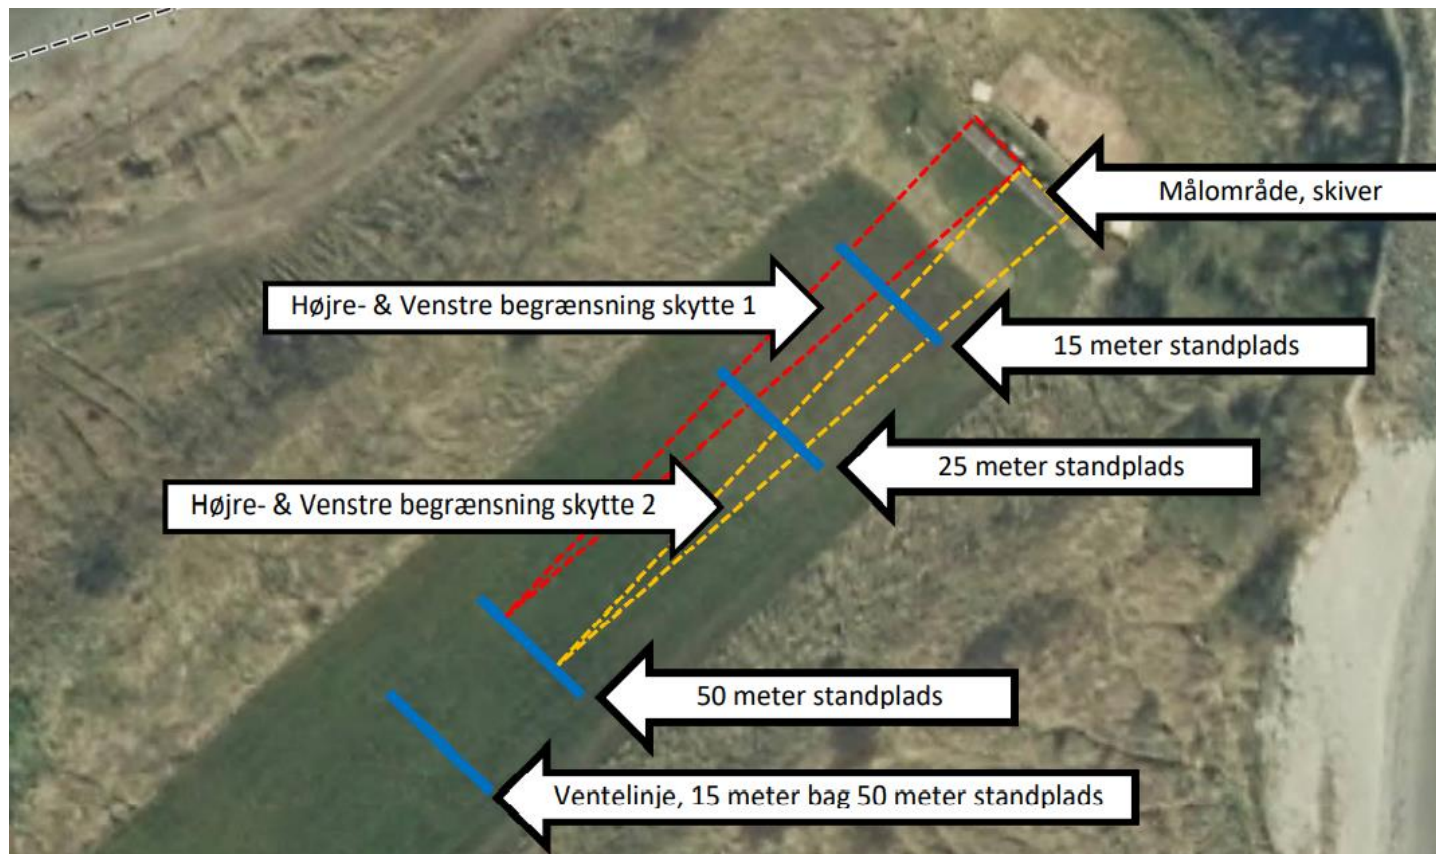 Målområde, skiver
Højre- & Venstre begrænsning skytte 1
15 meter standplads
25 meter standplads
Højre- & Venstre begrænsning skytte 2
50 meter standplads
Ventelinje, 15 meter bag 50 meter standplads